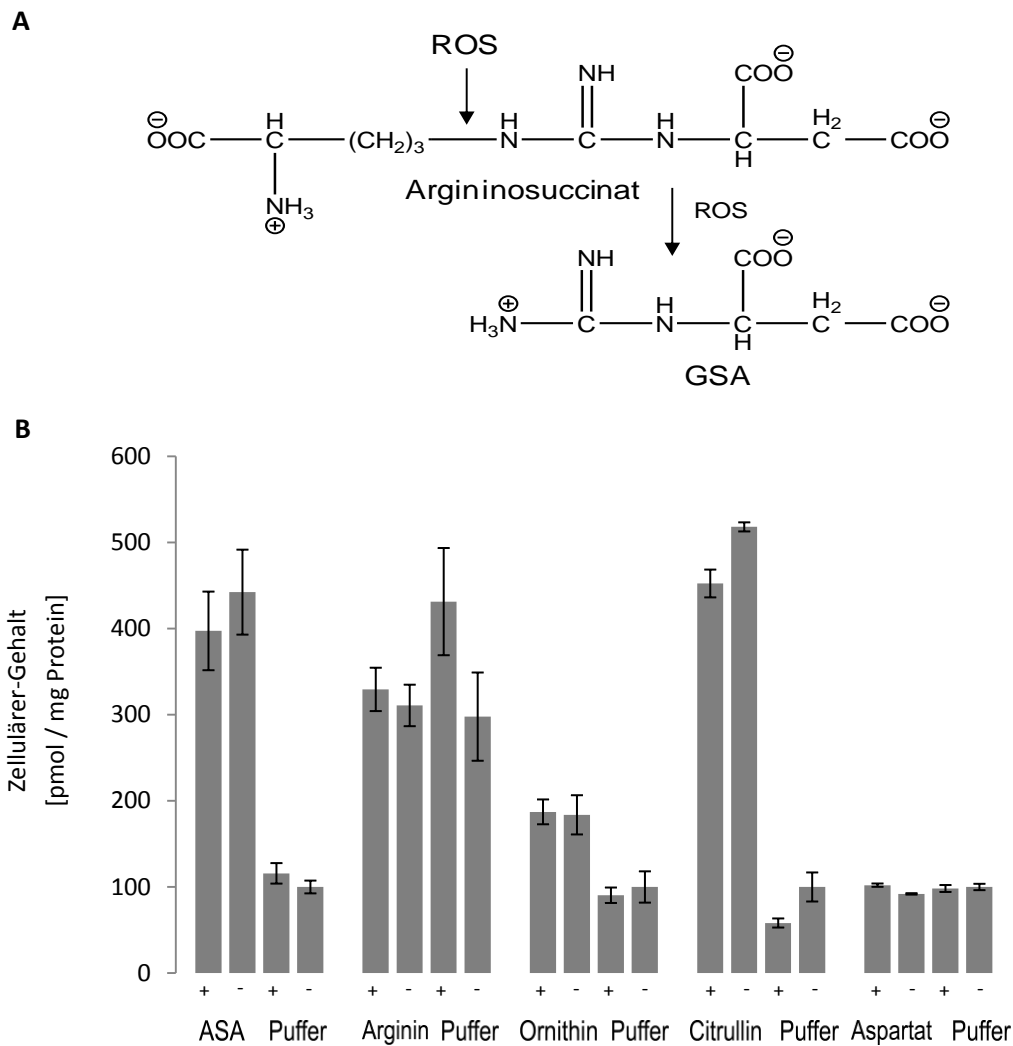 A
ROS
NH
COO⊖
⊖OOC H C (CH2)3 H N C H N C H H2 C COO⊖
NH3
⊕
Argininosuccinat
ROS
NH
COO⊖
H3N⊕ C H N C H H2 C COO⊖
GSA
B
Zellulärer-Gehalt
[pmol / mg Protein]
600
500
400
300
200
100
0
+ - + - + - + - + - + - + - + - + - + -
ASA Puffer Arginin Puffer Ornithin Puffer Citrullin Puffer Aspartat Puffer